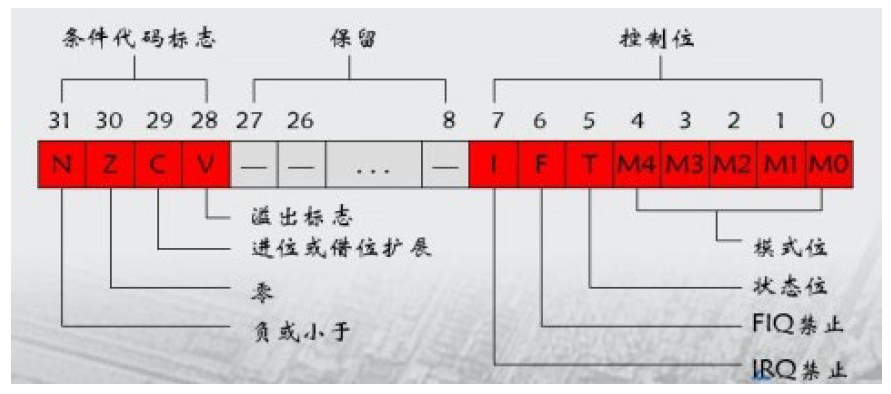 条件代码标志 保留 控制位
31 30 29 28 27 26 8 7 6 5 4 3 2 1 0
N Z C V — — ... — I F T M4 M3 M2 M1 M0
溢出标志
进位或借位扩展
零
负或小于
模式位
状态位
FIQ禁止
IRQ禁止